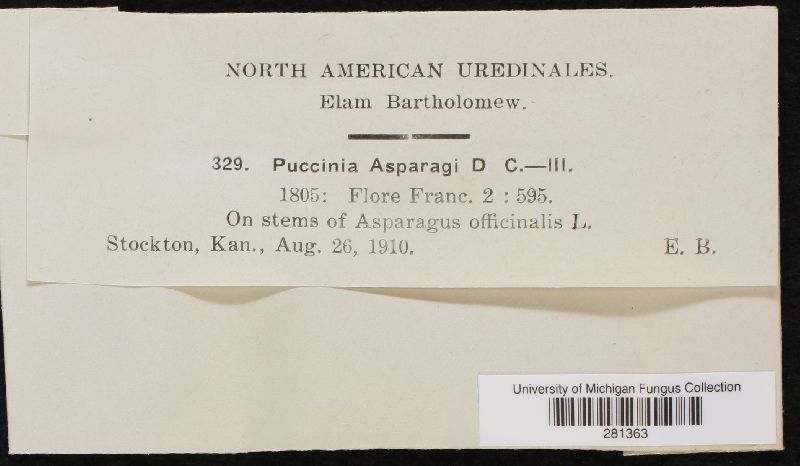 NORTH AMERICAN UREDINALES.
Elam Bartholomew.
329. Puccinia Asparagi D C.—III.
1805: Flore Franc. 2 : 595.
On stems of Asparagus officinalis L.
Stockton, Kan., Aug. 26, 1910. E. B.
University of Michigan Fungus Collection
281363